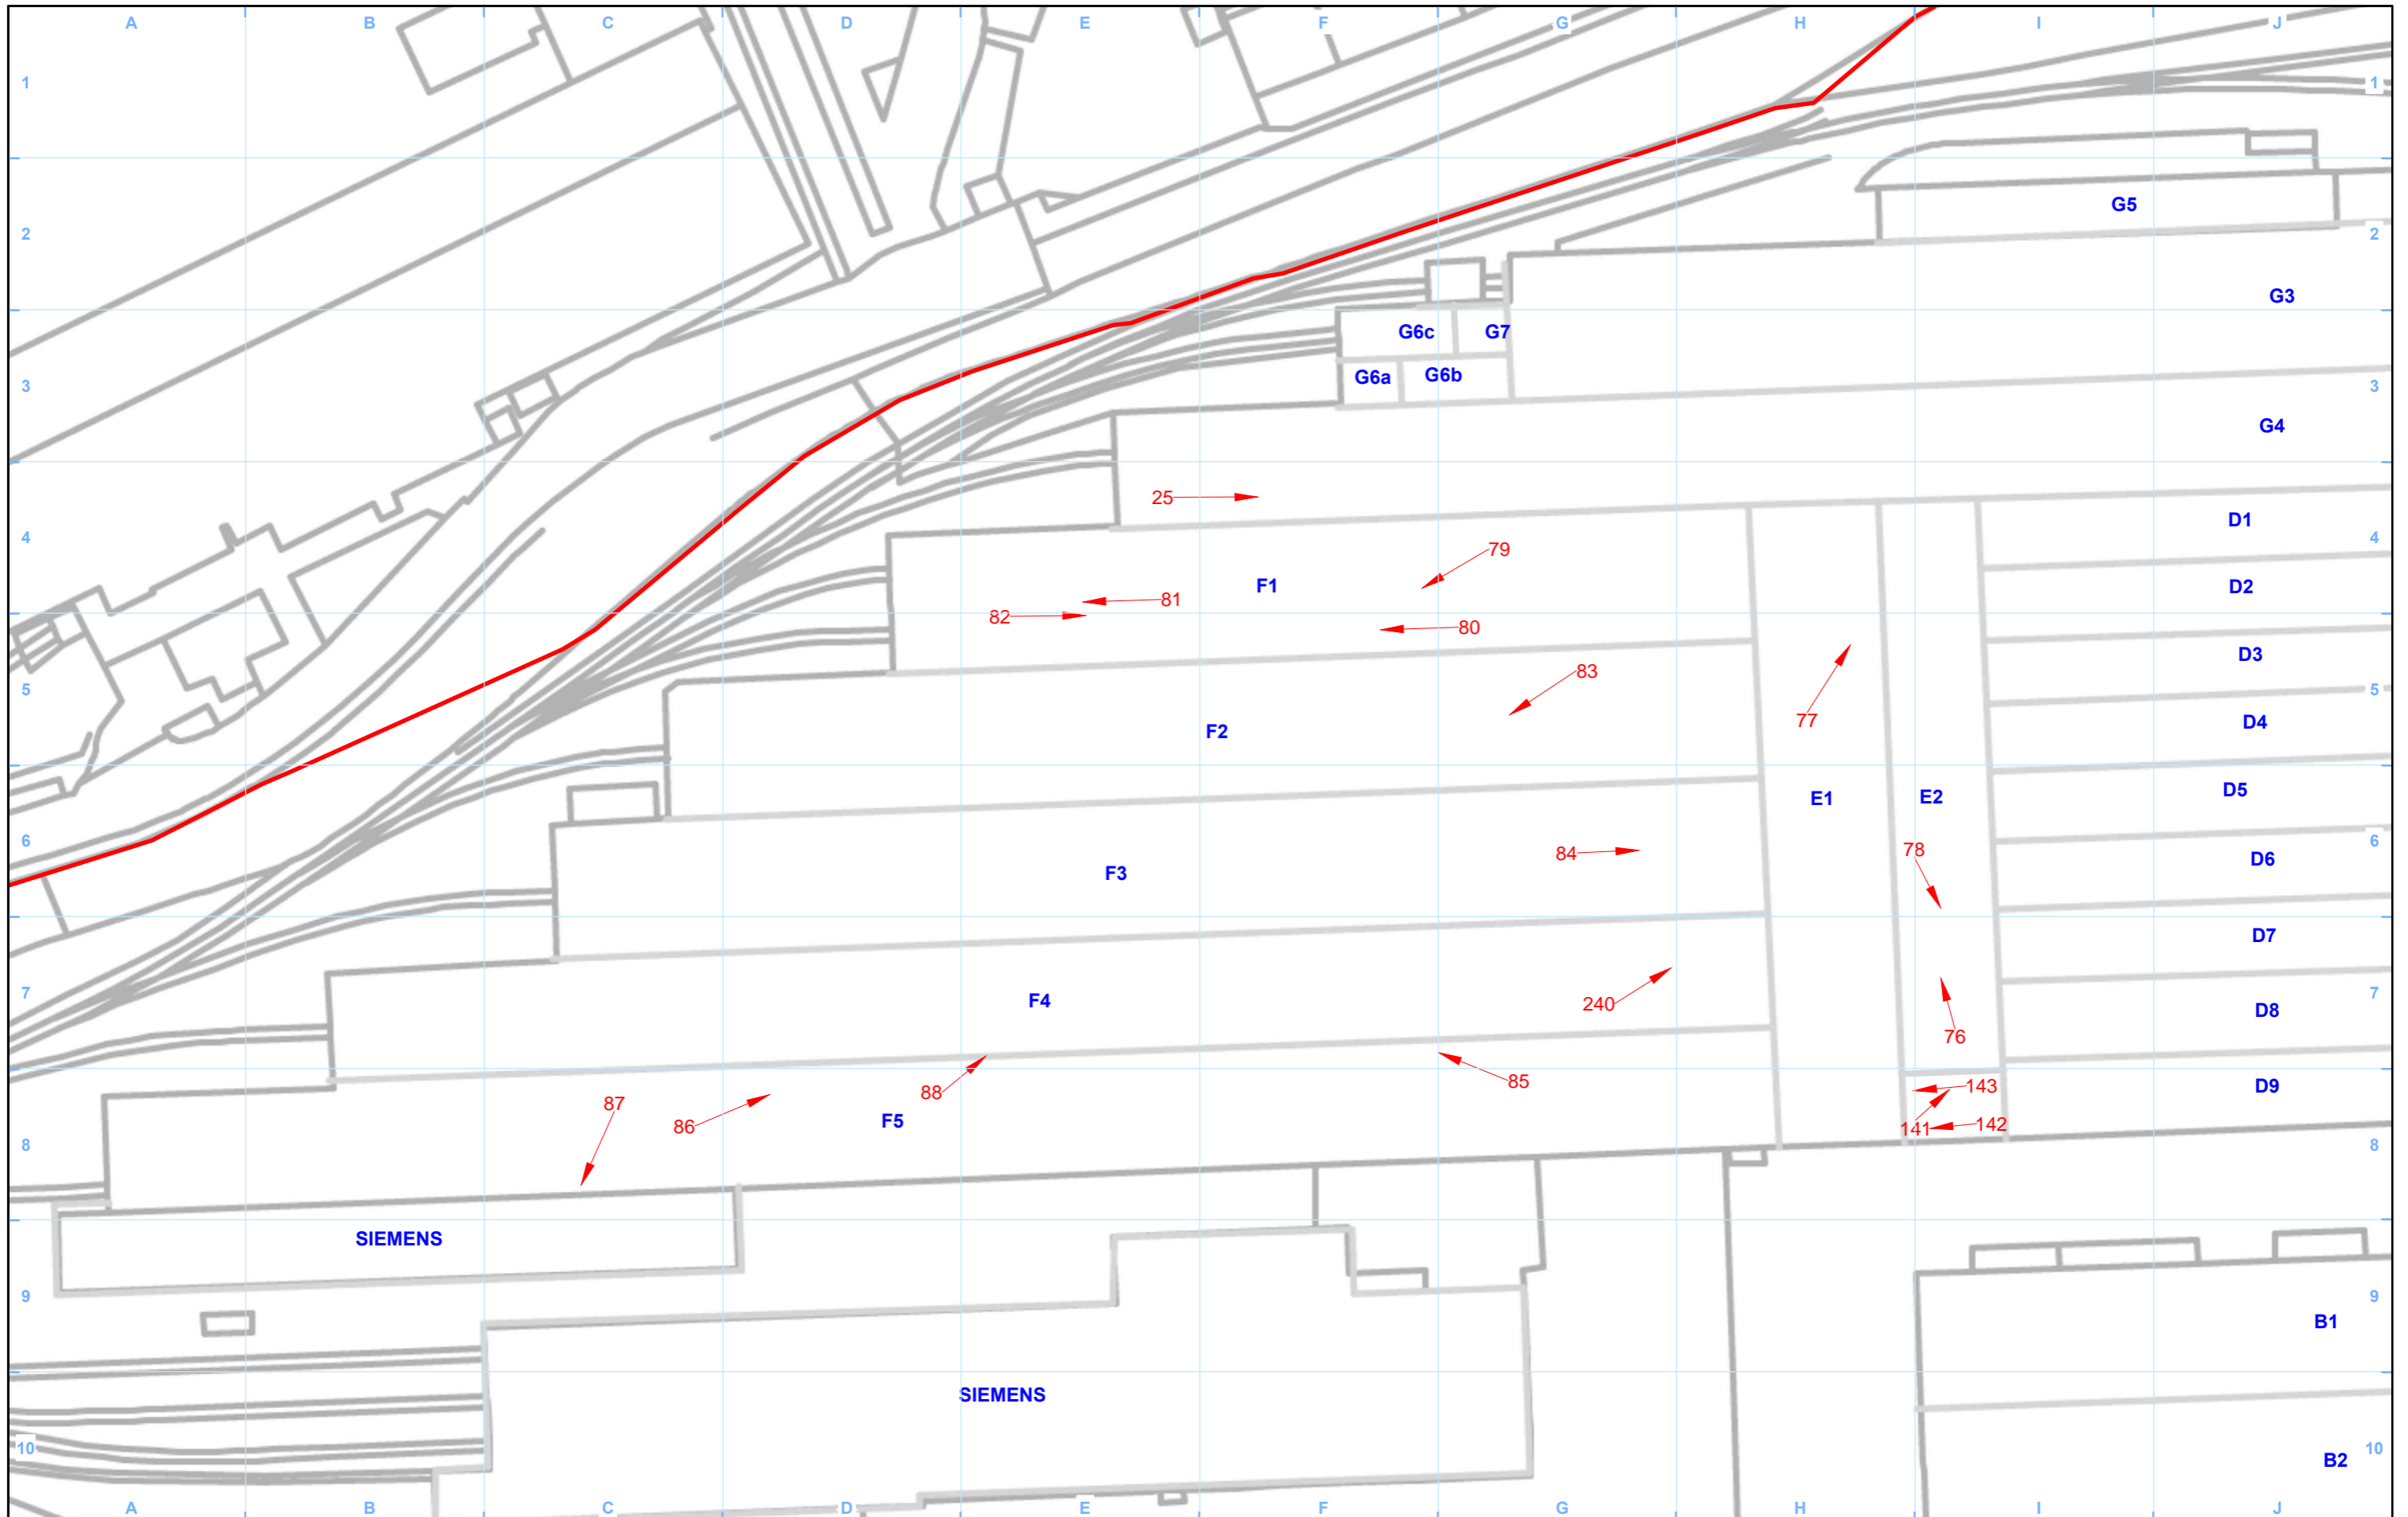 A B C D E F G H I J
1 1
G5
2 2
G3
G6c G7
3 G6a G6b 3
G4
25
D1
4 79 4
F1 D2
81
82 80
D3
83
5 5
77 D4
F2
D5
E1 E2
6 6
78
84 D6
F3
D7
7 7
F4 240 D8
76
85
143 D9
88
87
F5
86 141 142
8 8
SIEMENS
9 9
B1
SIEMENS
10 10
B2
A B C D E F G H I J